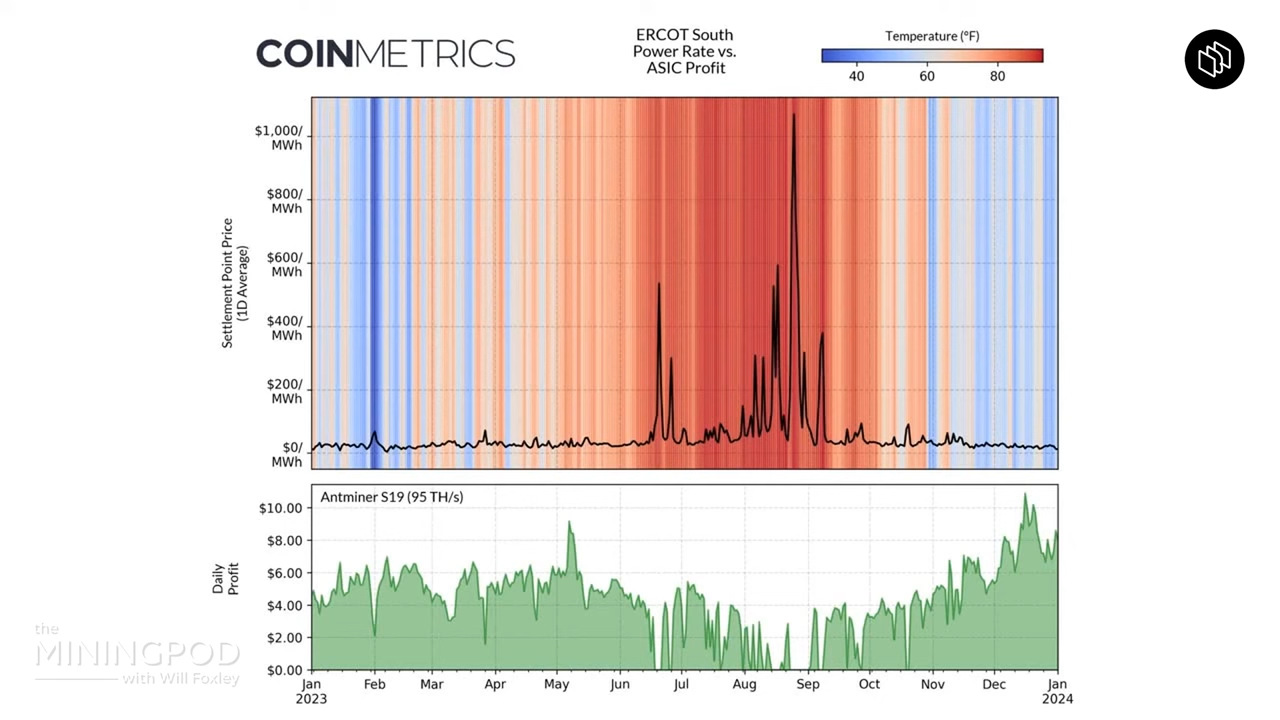 COINMETRICS
ERCOT South
Power Rate vs.
ASIC Profit
Temperature (°F)
40 60 80
$1,000/
MWh
$800/
MWh
$600/
MWh
$400/
MWh
$200/
MWh
$0/
MWh
Settlement Point Price
(1D Average)
Antminer S19 (95 TH/s)
$10.00
$8.00
$6.00
$4.00
$2.00
$0.00
Daily
Profit
Jan Feb Mar Apr May Jun Jul Aug Sep Oct Nov Dec Jan
2023 2024
the
MININGPOD
with Will Foxley